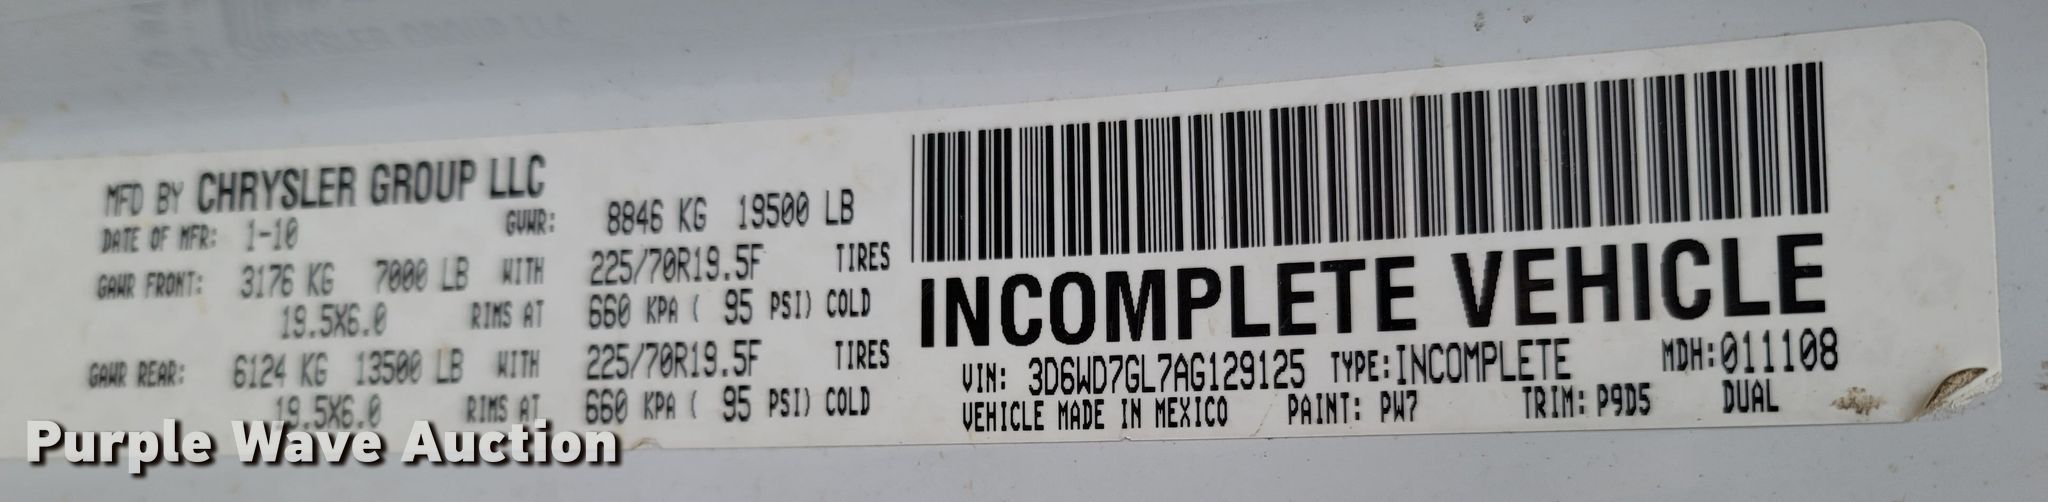 MFD BY CHRYSLER GROUP LLC
DATE OF MFR: 1-10 GVWR: 8846 KG 19500 LB
GAWR FRONT: 3176 KG 7000 LB WITH 225/70R19.5F TIRES
19.5X6.0 RIMS AT 660 KPA ( 95 PSI) COLD
GAWR REAR: 6124 KG 13500 LB WITH 225/70R19.5F TIRES
19.5X6.0 RIMS AT 660 KPA ( 95 PSI) COLD
INCOMPLETE VEHICLE
VIN: 3D6WD7GL7AG129125 TYPE: INCOMPLETE MDH: 011108
VEHICLE MADE IN MEXICO PAINT: PW7 TRIM: P9D5 DUAL
Purple Wave Auction